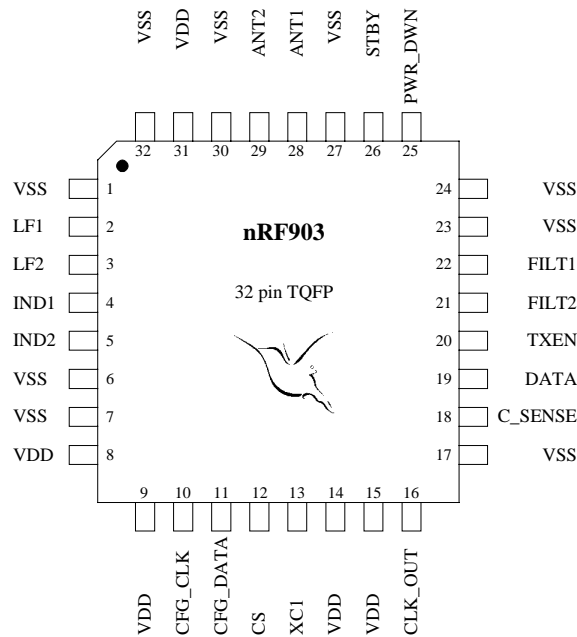 VSS
VDD
VSS
ANT2
ANT1
VSS
STBY
PWR_DWN
32 31 30 29 28 27 26 25
VSS 1 24 VSS
LF1 2 23 VSS
nRF903
LF2 3 22 FILT1
32 pin TQFP
IND1 4 21 FILT2
IND2 5 20 TXEN
VSS 6 19 DATA
VSS 7 18 C_SENSE
VDD 8 17 VSS
9 10 11 12 13 14 15 16
VDD
CFG_CLK
CFG_DATA
CS
XC1
VDD
VDD
CLK_OUT